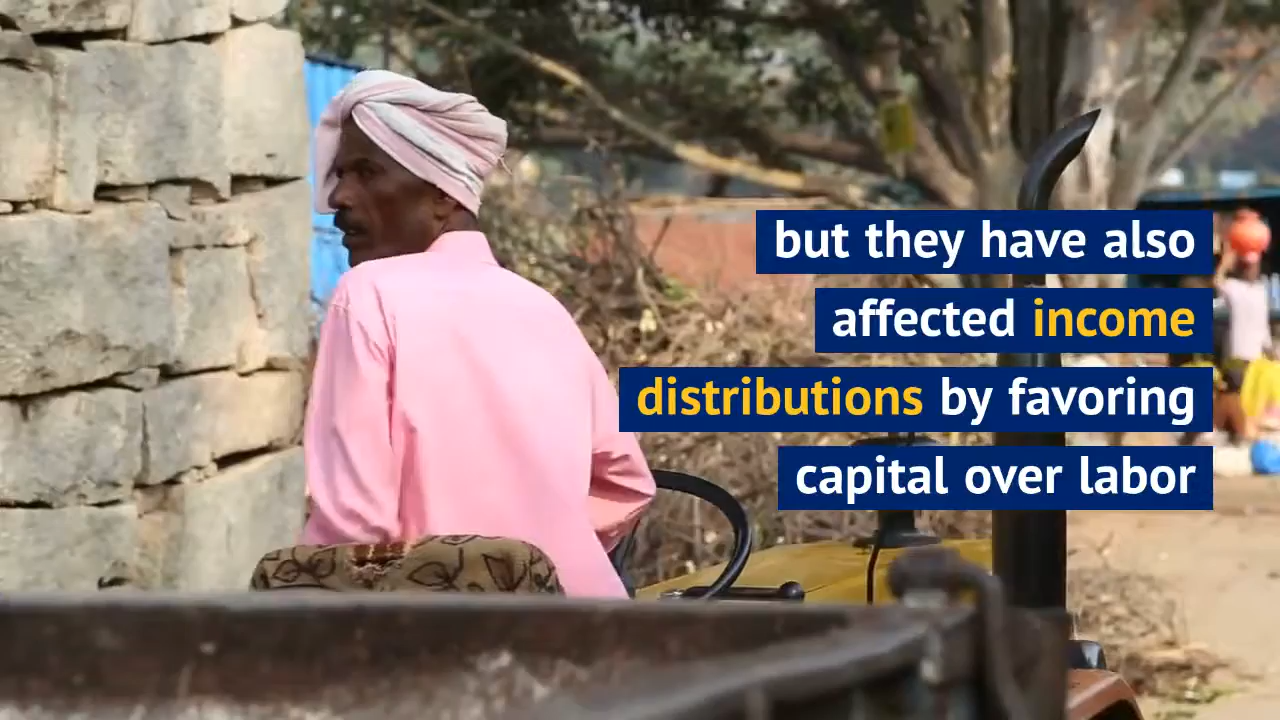 but they have also
affected income
distributions by favoring
capital over labor